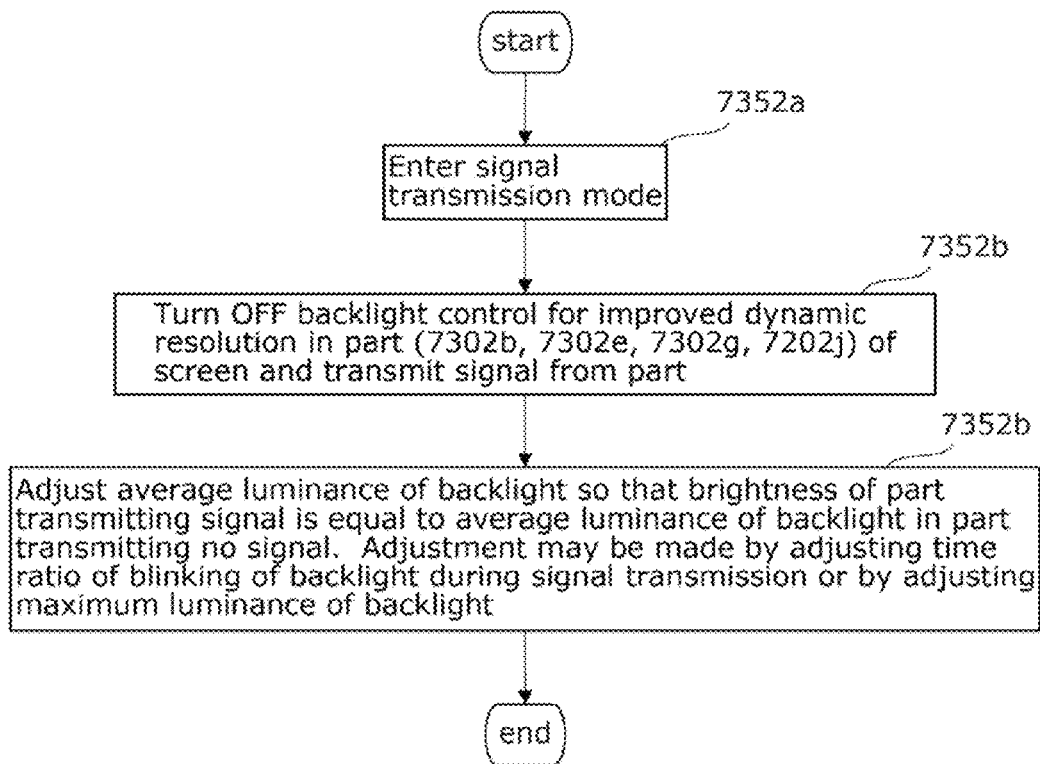 start
7352a
Enter signal
transmission mode
7352b
Turn OFF backlight control for improved dynamic
resolution in part (7302b, 7302e, 7302g, 7202j) of
screen and transmit signal from part
7352b
Adjust average luminance of backlight so that brightness of part
transmitting signal is equal to average luminance of backlight in part
transmitting no signal.  Adjustment may be made by adjusting time
ratio of blinking of backlight during signal transmission or by adjusting
maximum luminance of backlight
end